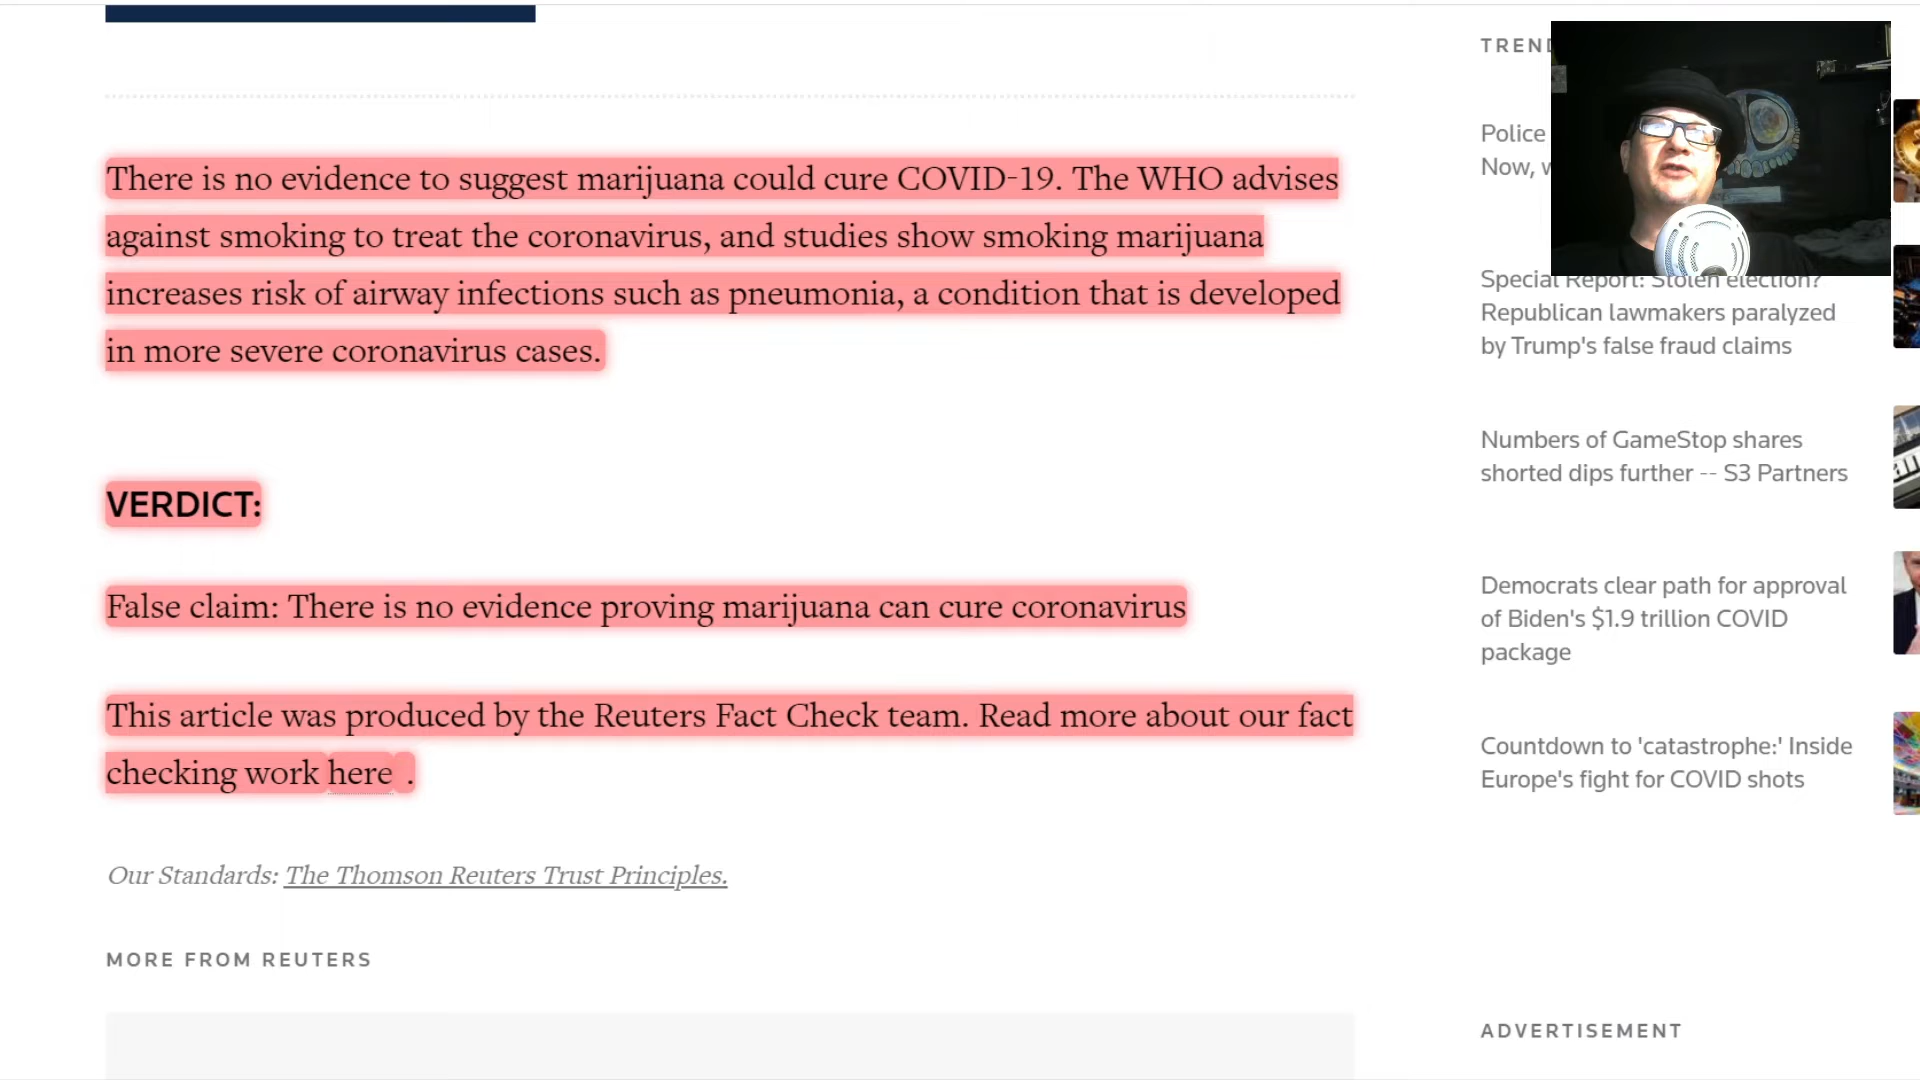 There is no evidence to suggest marijuana could cure COVID-19. The WHO advises
against smoking to treat the coronavirus, and studies show smoking marijuana
increases risk of airway infections such as pneumonia, a condition that is developed
in more severe coronavirus cases.
VERDICT:
False claim: There is no evidence proving marijuana can cure coronavirus
This article was produced by the Reuters Fact Check team. Read more about our fact
checking work here .
Our Standards: The Thomson Reuters Trust Principles.
MORE FROM REUTERS
TREND
Police
Now, w
Special Report: Stolen election?
Republican lawmakers paralyzed
by Trump's false fraud claims
Numbers of GameStop shares
shorted dips further -- S3 Partners
Democrats clear path for approval
of Biden's $1.9 trillion COVID
package
Countdown to 'catastrophe:' Inside
Europe's fight for COVID shots
ADVERTISEMENT